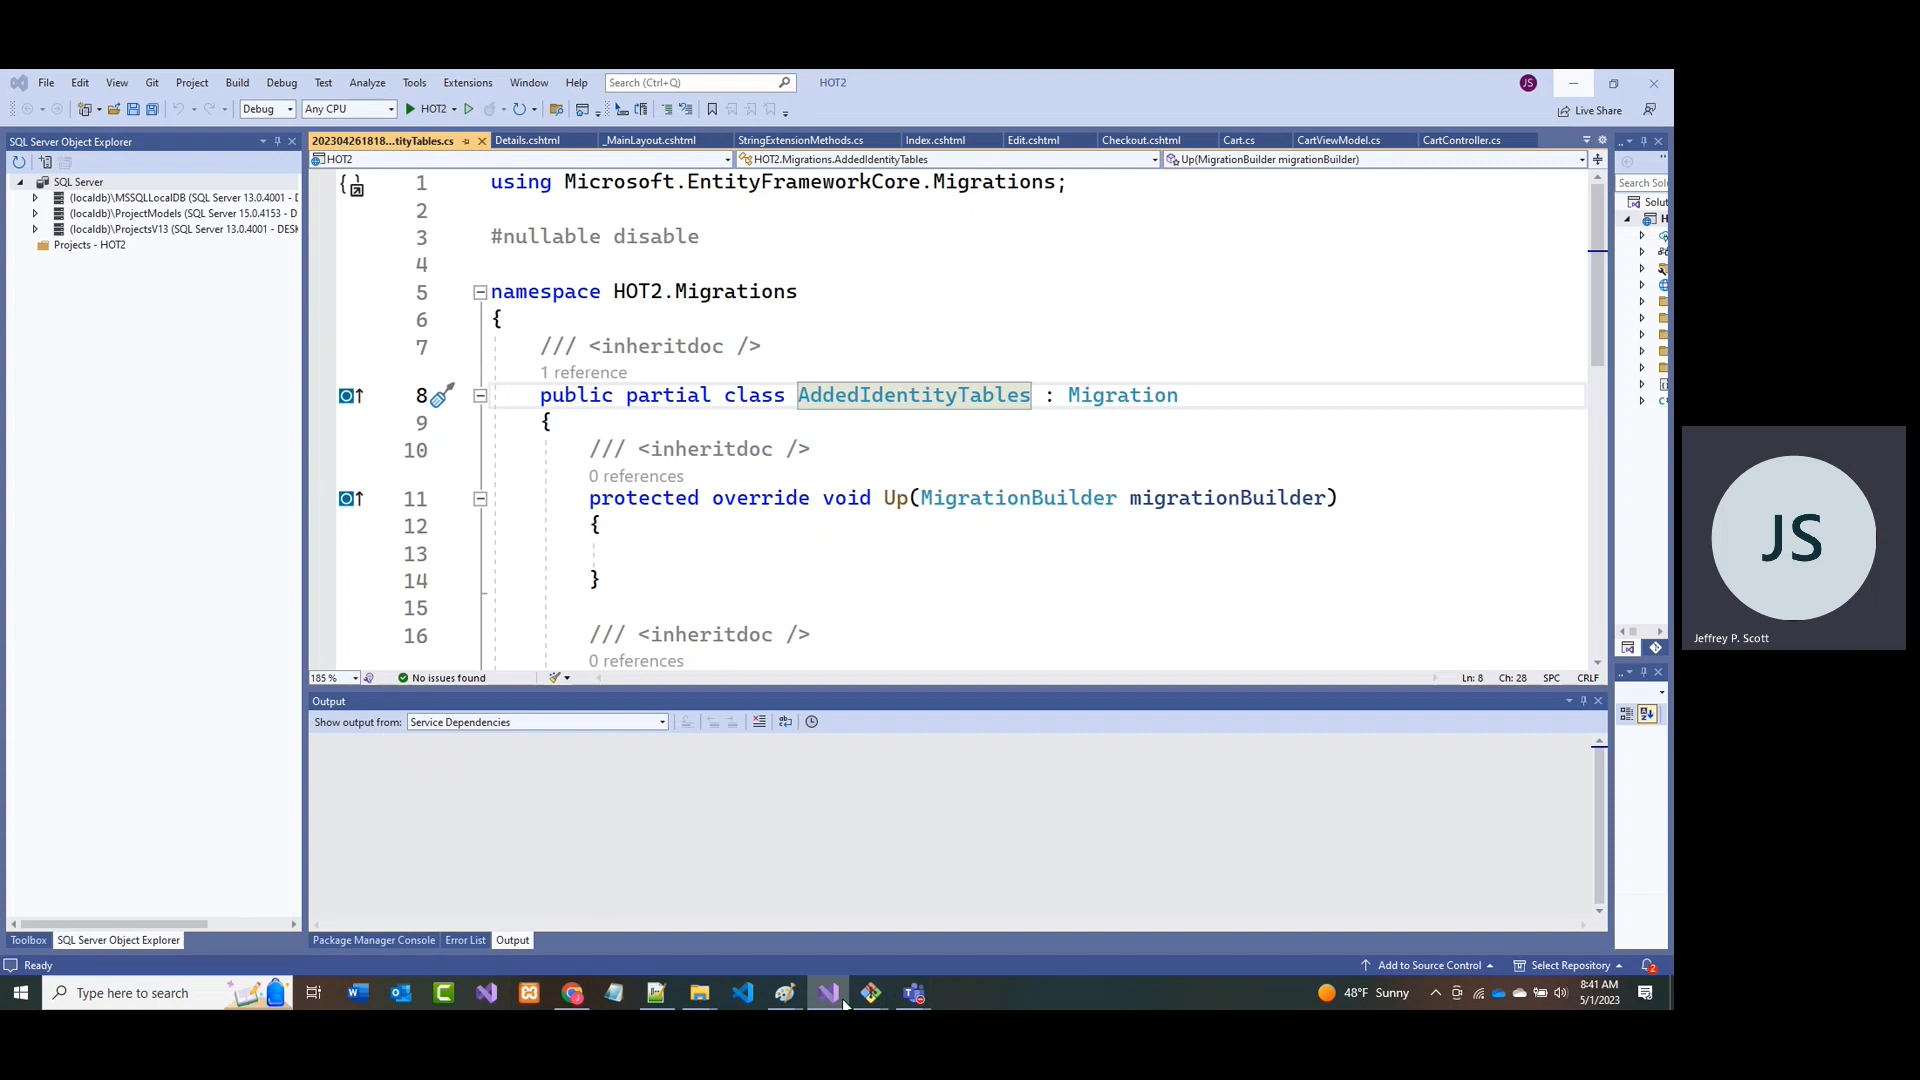 File Edit View Git Project Build Debug Test Analyze Tools Extensions Window Help Search (Ctrl+Q) HOT2 JS
Debug Any CPU HOT2 Live Share
SQL Server Object Explorer
202304261818...tityTables.cs Details.cshtml _MainLayout.cshtml StringExtensionMethods.cs Index.cshtml Edit.cshtml Checkout.cshtml Cart.cs CartViewModel.cs CartController.cs
HOT2 HOT2.Migrations.AddedIdentityTables Up(MigrationBuilder migrationBuilder)
SQL Server
(localdb)\MSSQLLocalDB (SQL Server 13.0.4001 - D
(localdb)\ProjectModels (SQL Server 15.0.4153 - D
(localdb)\ProjectsV13 (SQL Server 13.0.4001 - DESK
Projects - HOT2
1 using Microsoft.EntityFrameworkCore.Migrations;
2
3 #nullable disable
4
5 namespace HOT2.Migrations
6 {
7 /// <inheritdoc />
1 reference
8 public partial class AddedIdentityTables : Migration
9 {
10 /// <inheritdoc />
0 references
11 protected override void Up(MigrationBuilder migrationBuilder)
12 {
13
14 }
15
16 /// <inheritdoc />
0 references
185 % No issues found Ln: 8 Ch: 28 SPC CRLF
Search Sol
Solut
H
Output
Show output from: Service Dependencies
Toolbox SQL Server Object Explorer Package Manager Console Error List Output
Ready Add to Source Control Select Repository 2
Type here to search 48°F Sunny 8:41 AM
5/1/2023
JS
Jeffrey P. Scott